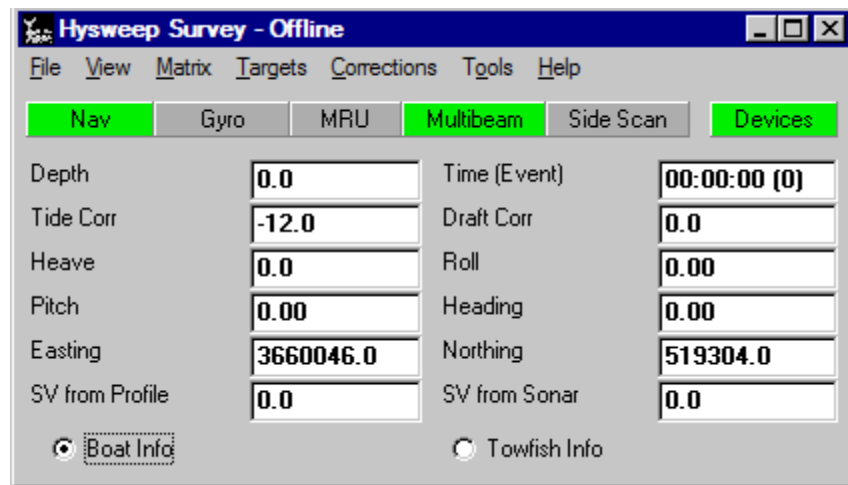 Hysweep Survey - Offline
File View Matrix Targets Corrections Tools Help
Nav Gyro MRU Multibeam Side Scan Devices
Depth 0.0 Time (Event) 00:00:00 (0)
Tide Corr -12.0 Draft Corr 0.0
Heave 0.0 Roll 0.00
Pitch 0.00 Heading 0.00
Easting 3660046.0 Northing 519304.0
SV from Profile 0.0 SV from Sonar 0.0
Boat Info Towfish Info